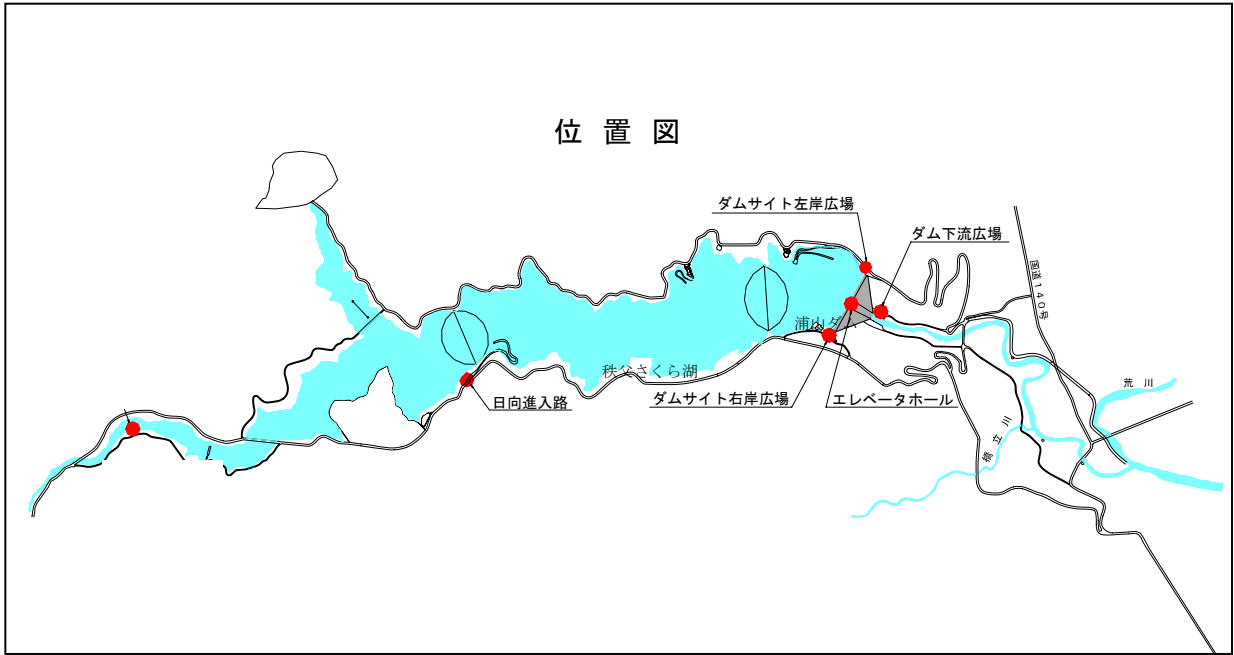 位置図
ダムサイト左岸広場
ダム下流広場
国道140号
浦山ダ
荒川
秩父さくら湖
日向進入路
ダムサイト右岸広場
エレベータホール
橋立川